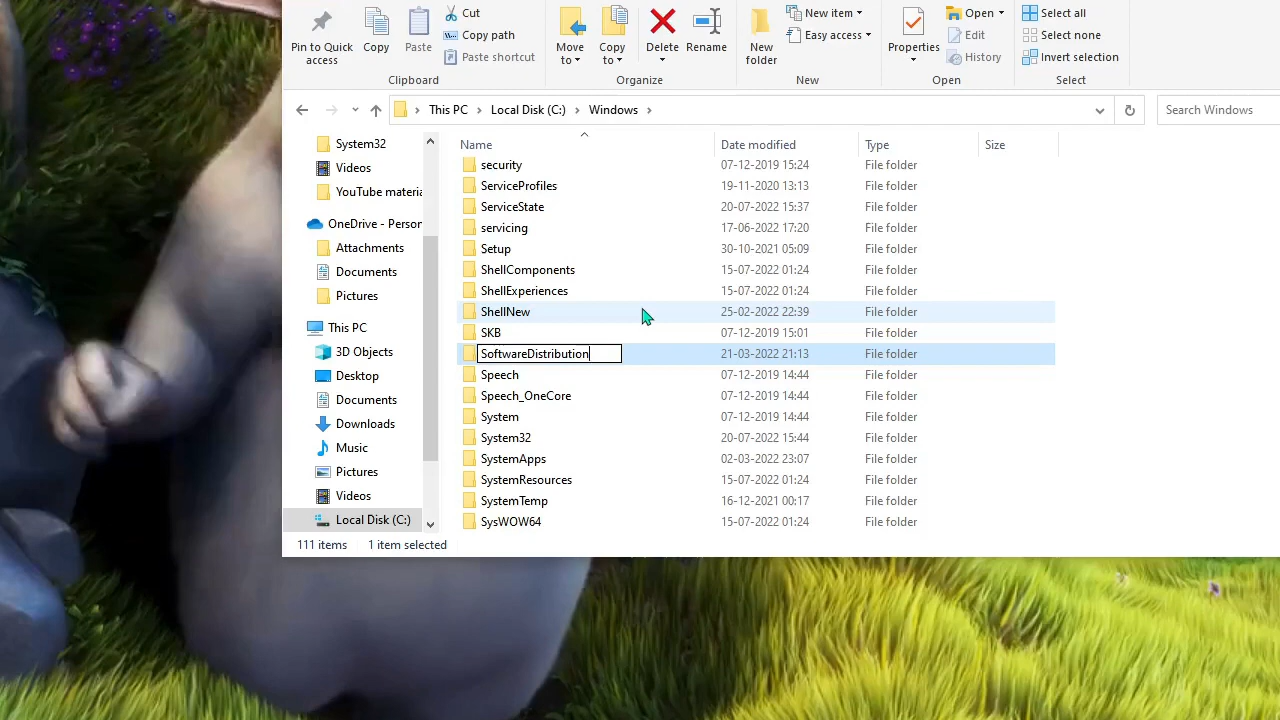 Pin to Quick access
Copy
Paste
Cut
Copy path
Paste shortcut
Clipboard
Move to
Copy to
Delete
Rename
Organize
New folder
New item
Easy access
New
Properties
Open
Edit
History
Open
Select all
Select none
Invert selection
Select
This PC
Local Disk (C:)
Windows
Search Windows
System32
Videos
YouTube materia
OneDrive - Person
Attachments
Documents
Pictures
This PC
3D Objects
Desktop
Documents
Downloads
Music
Pictures
Videos
Local Disk (C:)
Name Date modified Type Size
security 07-12-2019 15:24 File folder
ServiceProfiles 19-11-2020 13:13 File folder
ServiceState 20-07-2022 15:37 File folder
servicing 17-06-2022 17:20 File folder
Setup 30-10-2021 05:09 File folder
ShellComponents 15-07-2022 01:24 File folder
ShellExperiences 15-07-2022 01:24 File folder
ShellNew 25-02-2022 22:39 File folder
SKB 07-12-2019 15:01 File folder
SoftwareDistribution 21-03-2022 21:13 File folder
Speech 07-12-2019 14:44 File folder
Speech_OneCore 07-12-2019 14:44 File folder
System 07-12-2019 14:44 File folder
System32 20-07-2022 15:44 File folder
SystemApps 02-03-2022 23:07 File folder
SystemResources 15-07-2022 01:24 File folder
SystemTemp 16-12-2021 00:17 File folder
SysWOW64 15-07-2022 01:24 File folder
111 items 1 item selected